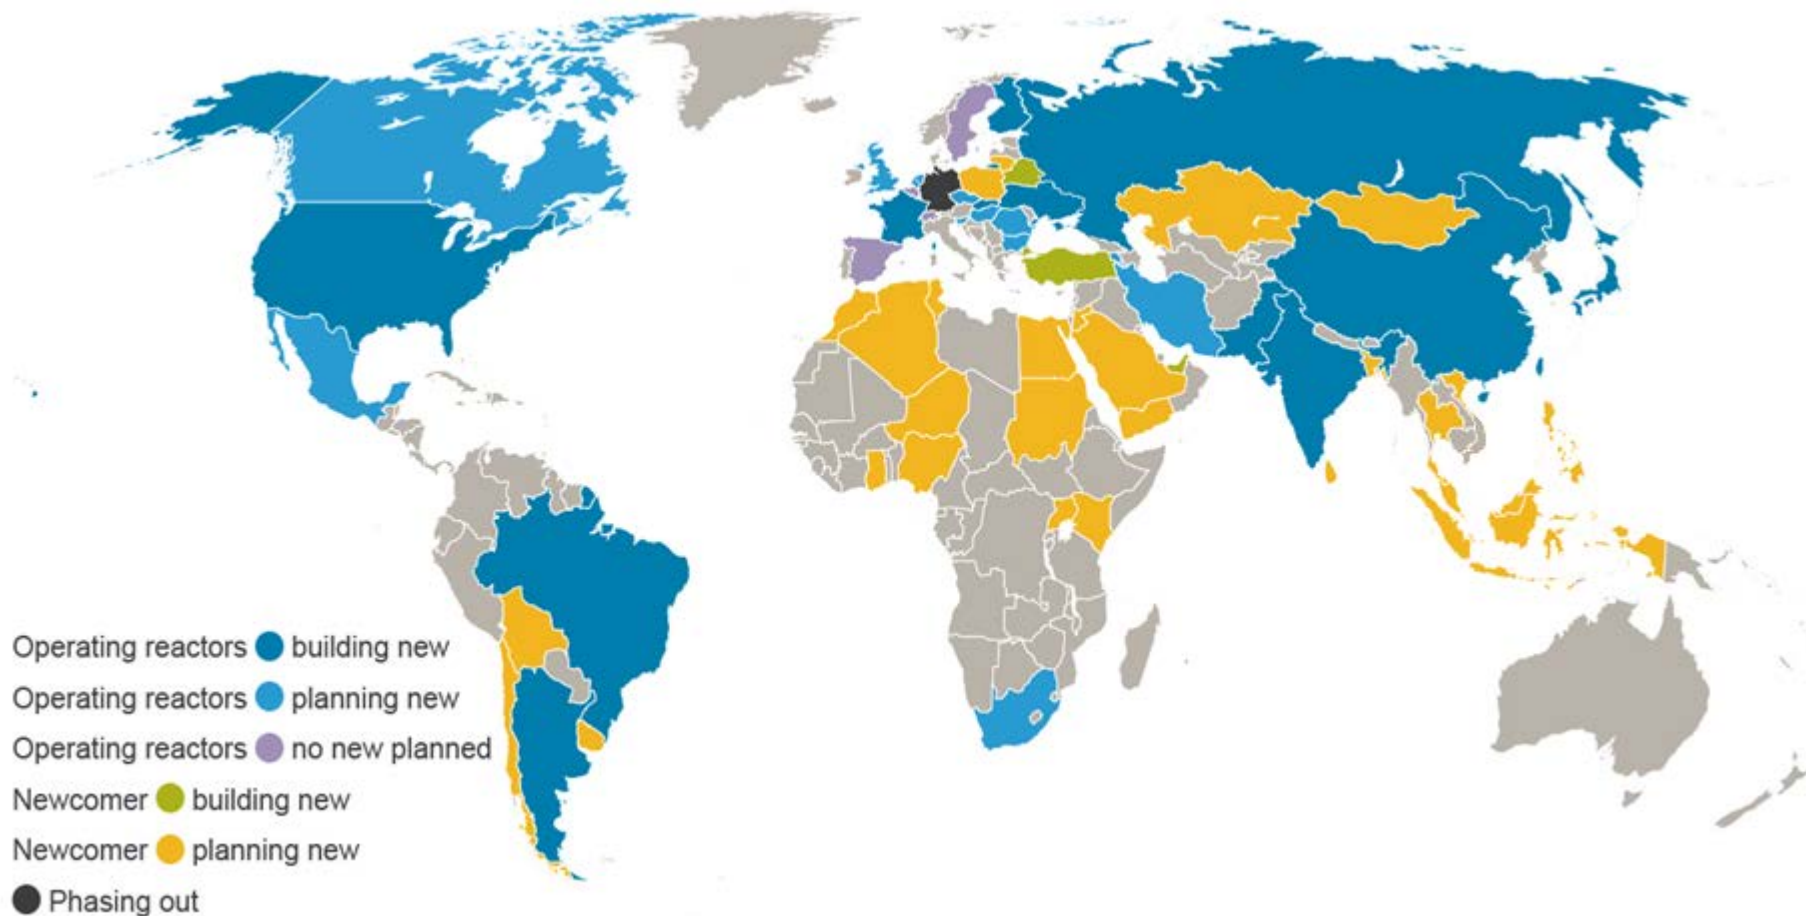 Operating reactors building new
Operating reactors planning new
Operating reactors no new planned
Newcomer building new
Newcomer planning new
Phasing out